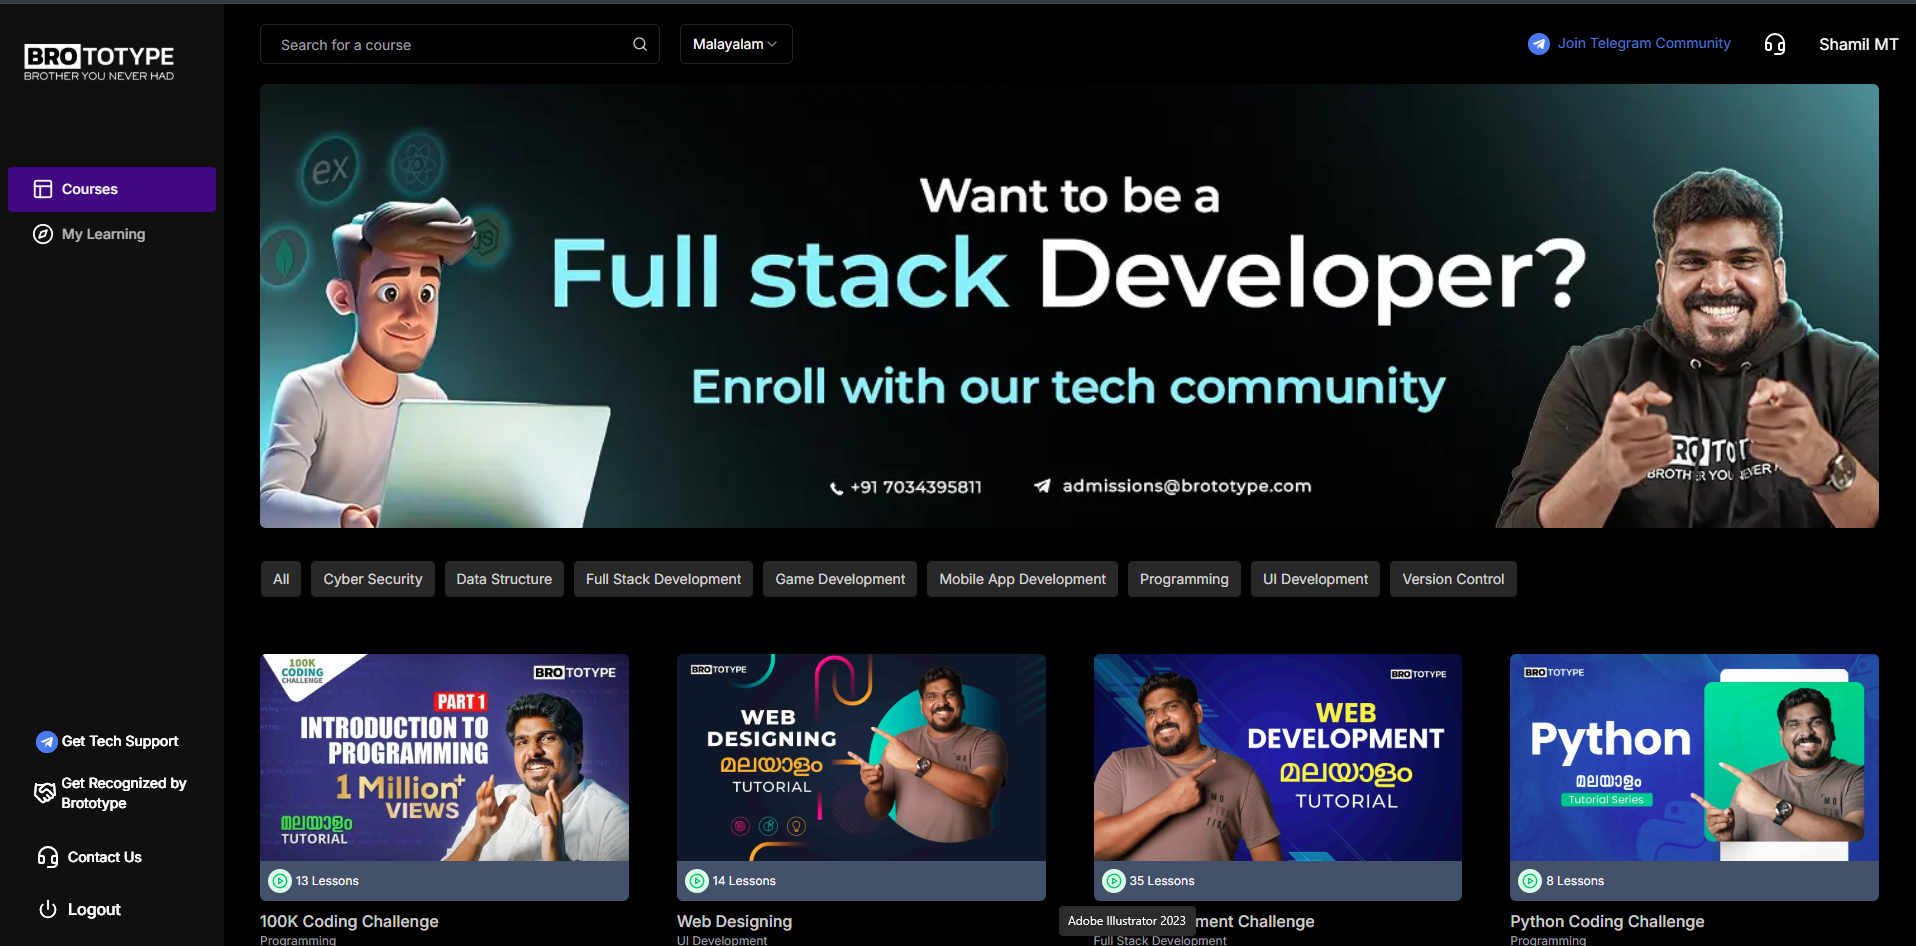 BROTOTYPE
BROTHER YOU NEVER HAD
Search for a course
Malayalam
Join Telegram Community
Shamil MT
Courses
My Learning
Get Tech Support
Get Recognized by
Brototype
Contact Us
Logout
ex
JS
Want to be a
Full stack Developer?
Enroll with our tech community
+91 7034395811
admissions@brototype.com
BROTHER YOU NEVER
All
Cyber Security
Data Structure
Full Stack Development
Game Development
Mobile App Development
Programming
UI Development
Version Control
100K
CODING
CHALLENGE
BROTOTYPE
PART 1
INTRODUCTION TO
PROGRAMMING
1 Million+
VIEWS
മലയാളം
TUTORIAL
13 Lessons
100K Coding Challenge
Programming
BROTOTYPE
WEB
DESIGNING
മലയാളം
TUTORIAL
14 Lessons
Web Designing
UI Development
BROTOTYPE
WEB
DEVELOPMENT
മലയാളം
TUTORIAL
35 Lessons
Adobe Illustrator 2023
ment Challenge
Full Stack Development
BROTOTYPE
Python
മലയാളം
Tutorial Series
8 Lessons
Python Coding Challenge
Programming